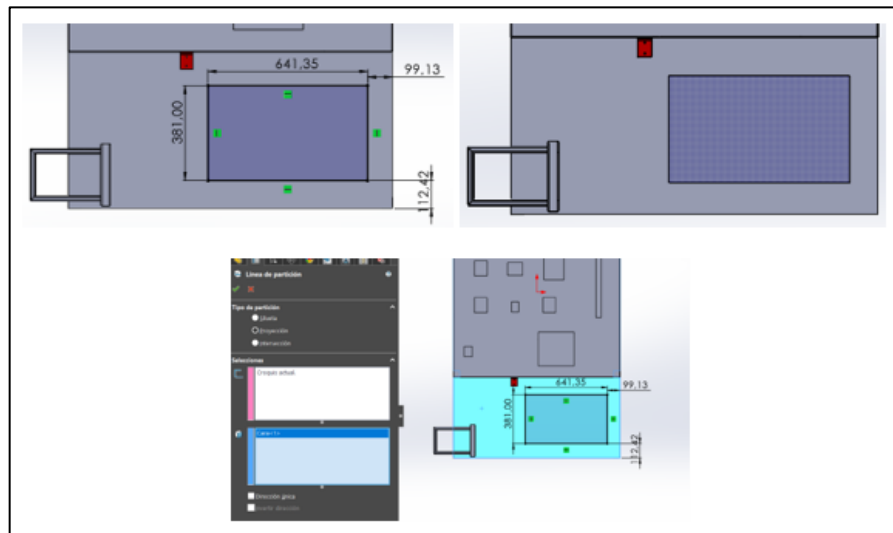 641,35
99,13
381,00
112,42
Línea de partición
Tipo de partición
Silueta
Proyección
Intersección
Selecciones
Croquis actual
Cara<1>
Dirección única
Invertir dirección
641,35
99,13
381,00
112,42